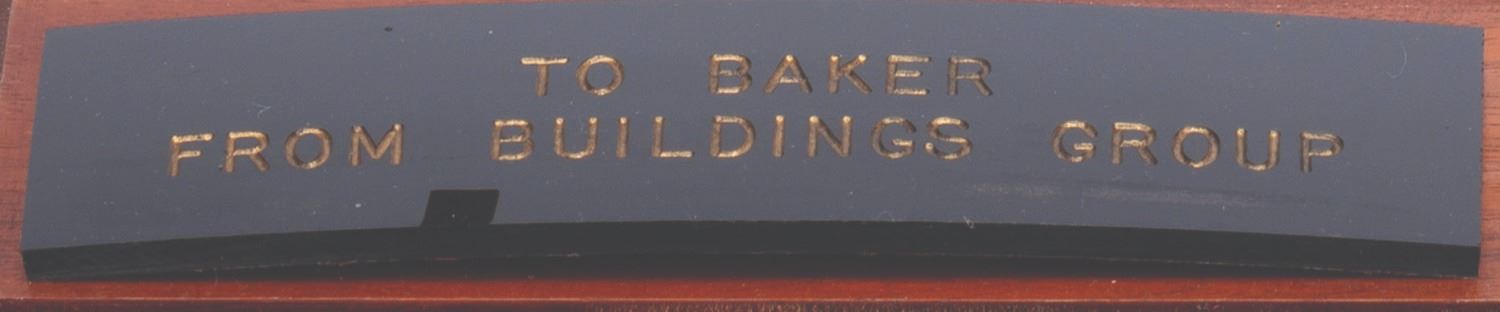 TO BAKER
FROM BUILDINGS GROUP